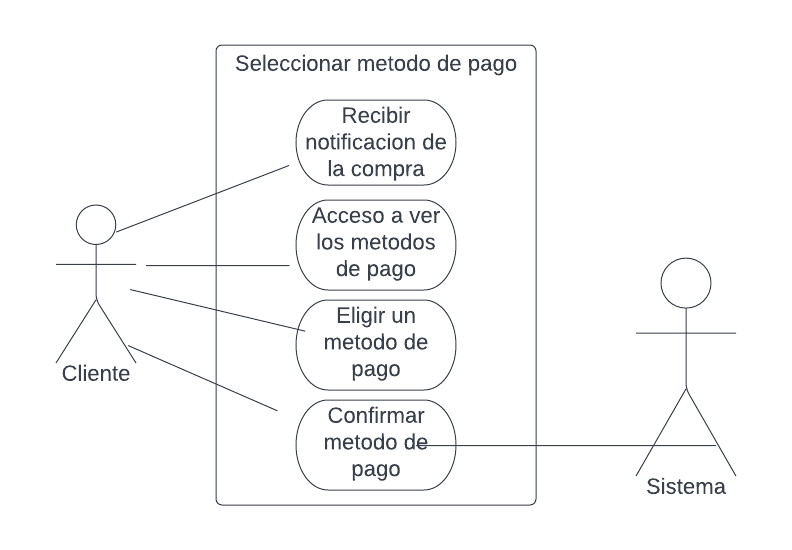 Seleccionar metodo de pago
Recibir
notificacion de
la compra
Acceso a ver
los metodos
de pago
Eligir un
metodo de
pago
Confirmar
metodo de
pago
Cliente
Sistema